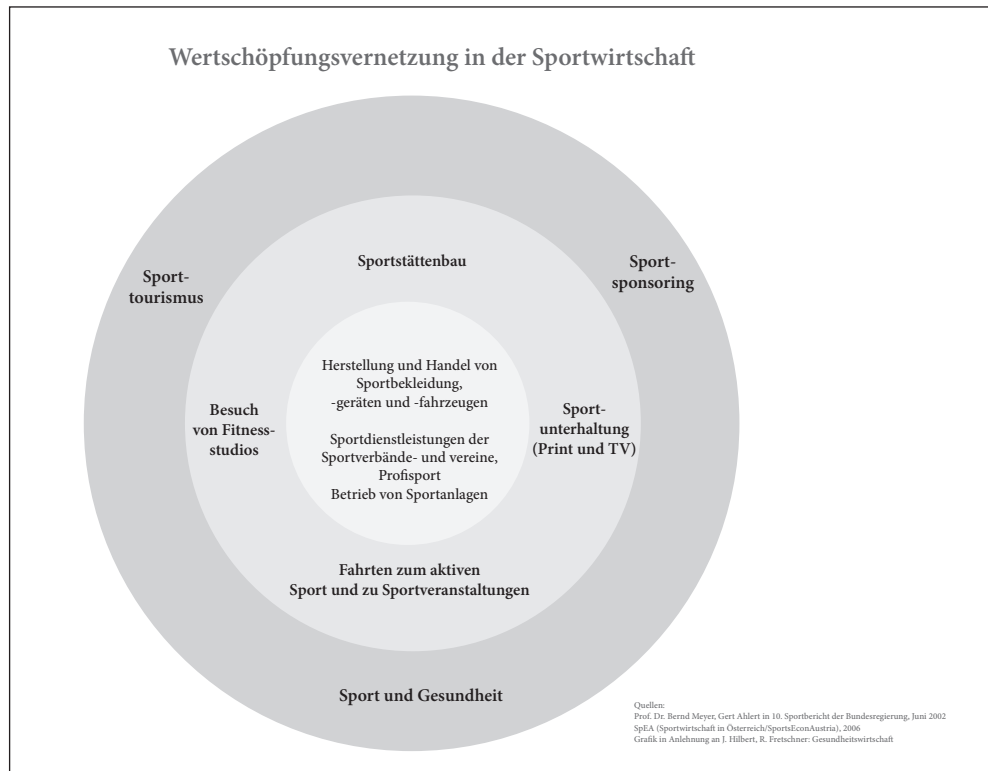 Wertschöpfungsvernetzung in der Sportwirtschaft
Sportstättenbau
Sport-
tourismus
Sport-
sponsoring
Herstellung und Handel von
Sportbekleidung,
-geräten und -fahrzeugen
Besuch
von Fitness-
studios
Sport-
unterhaltung
(Print und TV)
Sportdienstleistungen der
Sportverbände- und vereine,
Profisport
Betrieb von Sportanlagen
Fahrten zum aktiven
Sport und zu Sportveranstaltungen
Sport und Gesundheit
Quellen:
Prof. Dr. Bernd Meyer, Gert Ahlert in 10. Sportbericht der Bundesregierung, Juni 2002
SpEA (Sportwirtschaft in Österreich/SportsEconAustria), 2006
Grafik in Anlehnung an J. Hilbert, R. Fretschner: Gesundheitswirtschaft